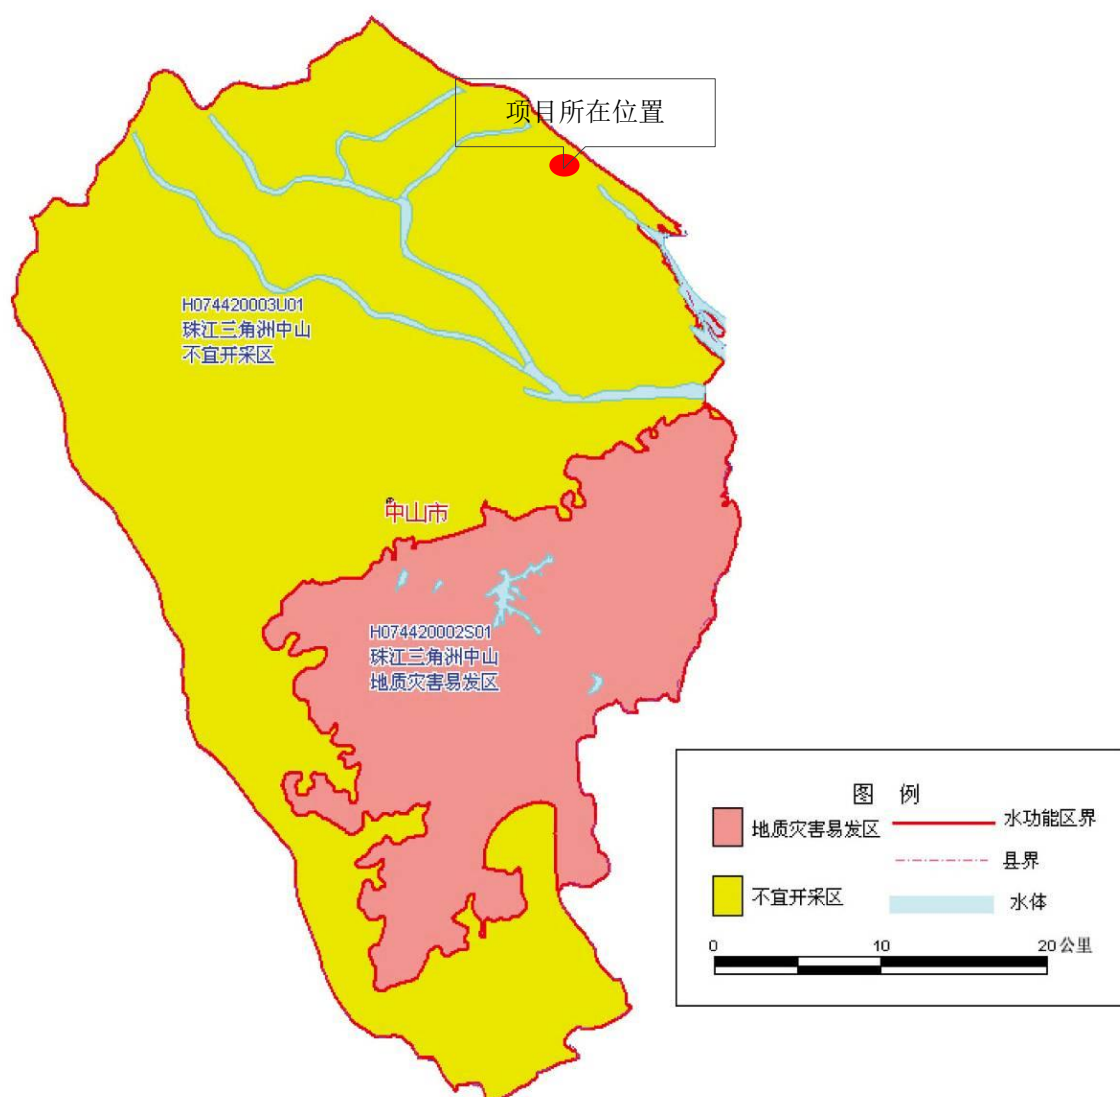 项目所在位置
H074420003U01
珠江三角洲中山
不宜开采区
中山市
H074420002S01
珠江三角洲中山
地质灾害易发区
图 例
地质灾害易发区
水功能区界
县界
不宜开采区
水体
0 10 20公里